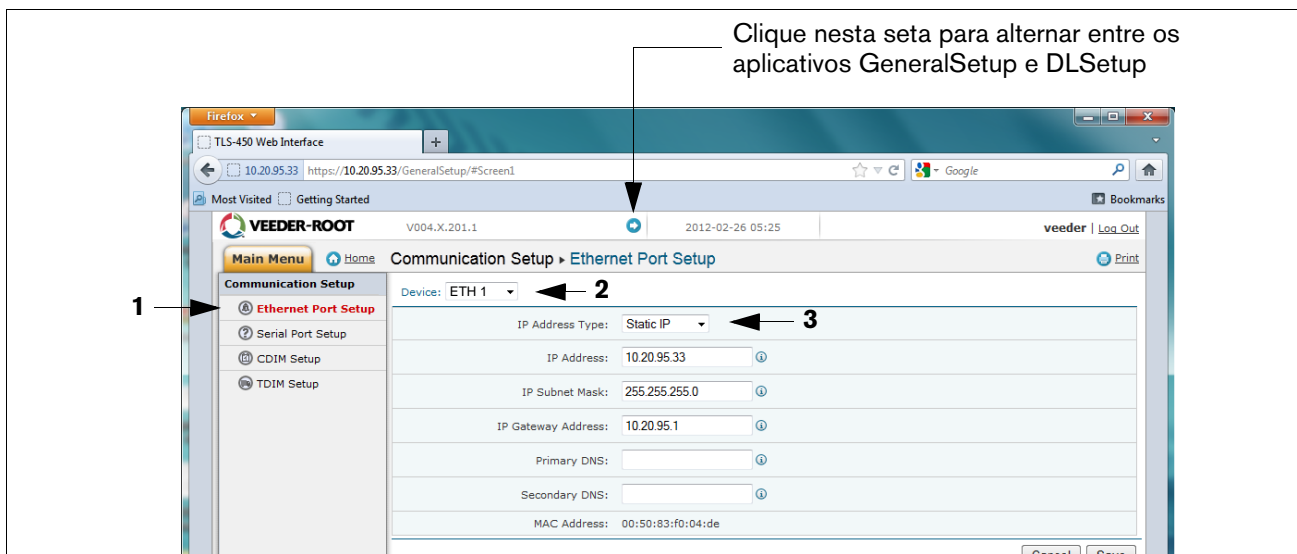 Clique nesta seta para alternar entre os
aplicativos GeneralSetup e DLSetup
Firefox
TLS-450 Web Interface
+
10.20.95.33 https://10.20.95.33/GeneralSetup/#Screen1
Google
Most Visited Getting Started
Bookmarks
VEEDER-ROOT V004.X.201.1 2012-02-26 05:25 veeder | Log Out
Main Menu Home Communication Setup ▸ Ethernet Port Setup Print
Communication Setup
Device: ETH 1 2
1 Ethernet Port Setup
IP Address Type: Static IP 3
Serial Port Setup
IP Address: 10.20.95.33
CDIM Setup
TDIM Setup
IP Subnet Mask: 255.255.255.0
IP Gateway Address: 10.20.95.1
Primary DNS:
Secondary DNS:
MAC Address: 00:50:83:f0:04:de
Cancel Save